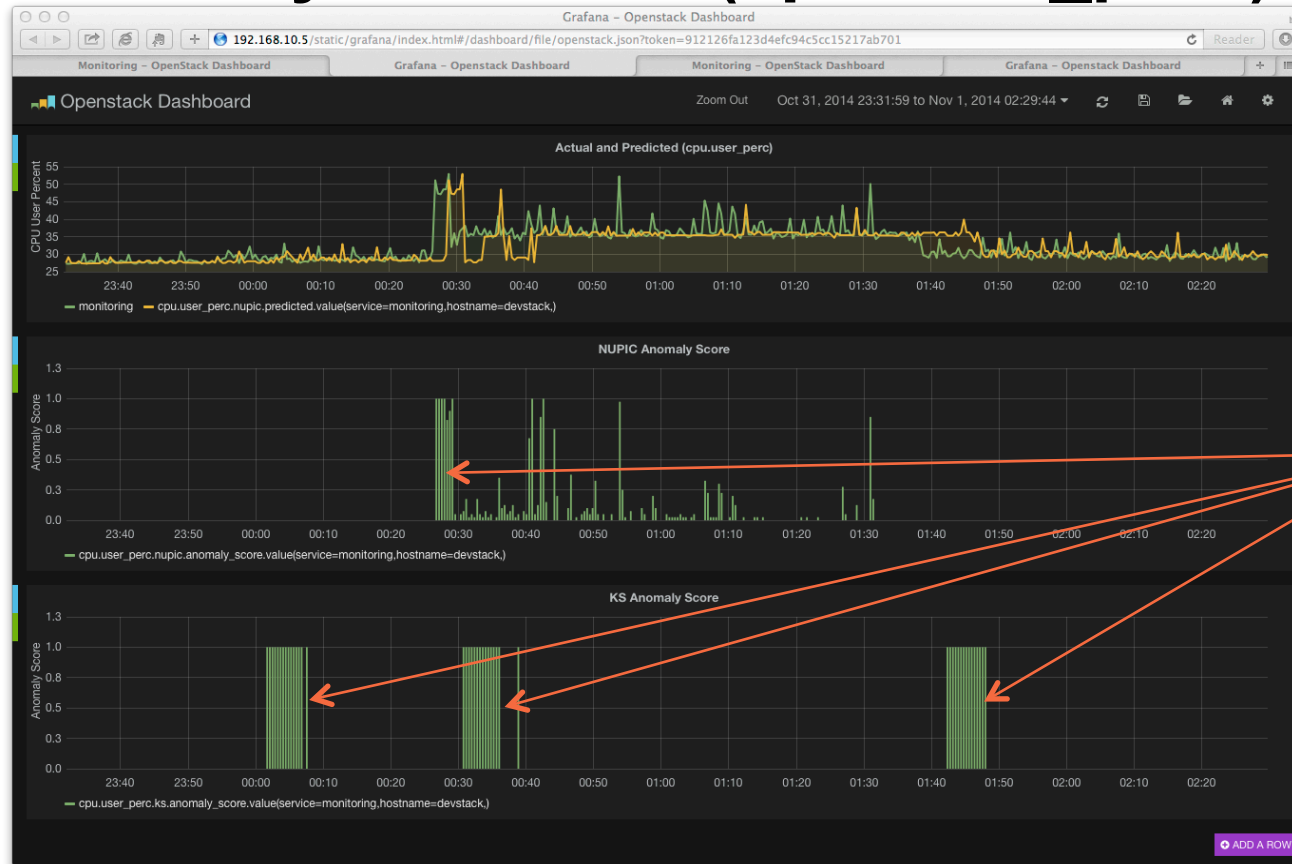 Grafana – Openstack Dashboard
192.168.10.5/static/grafana/index.html#/dashboard/file/openstack.json?token=912126fa123d4efc94c5cc15217ab701
Reader
Monitoring – OpenStack Dashboard
Grafana – Openstack Dashboard
Monitoring – OpenStack Dashboard
Grafana – Openstack Dashboard
Openstack Dashboard
Zoom Out
Oct 31, 2014 23:31:59 to Nov 1, 2014 02:29:44
Actual and Predicted (cpu.user_perc)
CPU User Percent
55
50
45
40
35
30
25
23:40 23:50 00:00 00:10 00:20 00:30 00:40 00:50 01:00 01:10 01:20 01:30 01:40 01:50 02:00 02:10 02:20
monitoring cpu.user_perc.nupic.predicted.value(service=monitoring,hostname=devstack,)
NUPIC Anomaly Score
Anomaly Score
1.3
1.0
0.8
0.5
0.3
0.0
23:40 23:50 00:00 00:10 00:20 00:30 00:40 00:50 01:00 01:10 01:20 01:30 01:40 01:50 02:00 02:10 02:20
cpu.user_perc.nupic.anomaly_score.value(service=monitoring,hostname=devstack,)
KS Anomaly Score
Anomaly Score
1.3
1.0
0.8
0.5
0.3
0.0
23:40 23:50 00:00 00:10 00:20 00:30 00:40 00:50 01:00 01:10 01:20 01:30 01:40 01:50 02:00 02:10 02:20
cpu.user_perc.ks.anomaly_score.value(service=monitoring,hostname=devstack,)
ADD A ROW